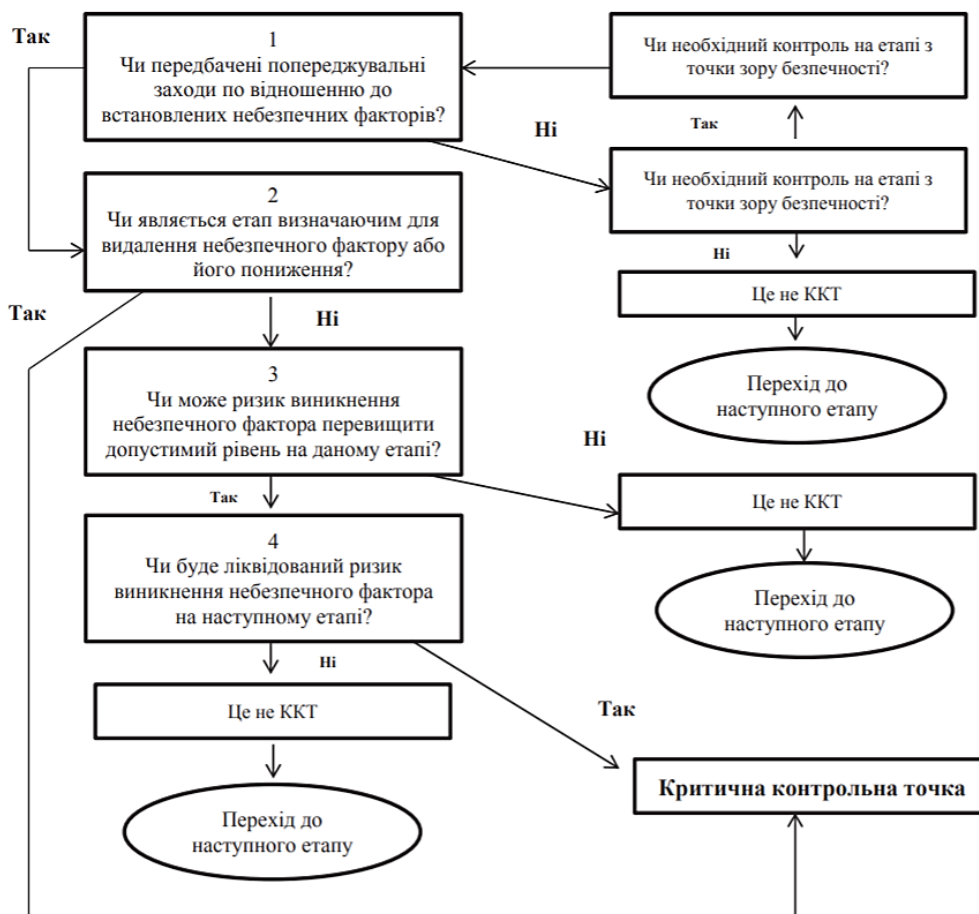 Так
1
Чи передбачені попереджувальні
заходи по відношенню до
встановлених небезпечних факторів?
Чи необхідний контроль на етапі з
точки зору безпечності?
Ні
Так
Чи необхідний контроль на етапі з
точки зору безпечності?
2
Чи являється етап визначаючим для
видалення небезпечного фактору або
його пониження?
Ні
Це не ККТ
Так
Ні
Перехід до
наступного етапу
3
Чи може ризик виникнення
небезпечного фактора перевищити
допустимий рівень на даному етапі?
Ні
Так
Це не ККТ
Перехід до
наступного етапу
4
Чи буде ліквідований ризик
виникнення небезпечного фактора
на наступному етапі?
Ні
Це не ККТ
Так
Критична контрольна точка
Перехід до
наступного етапу